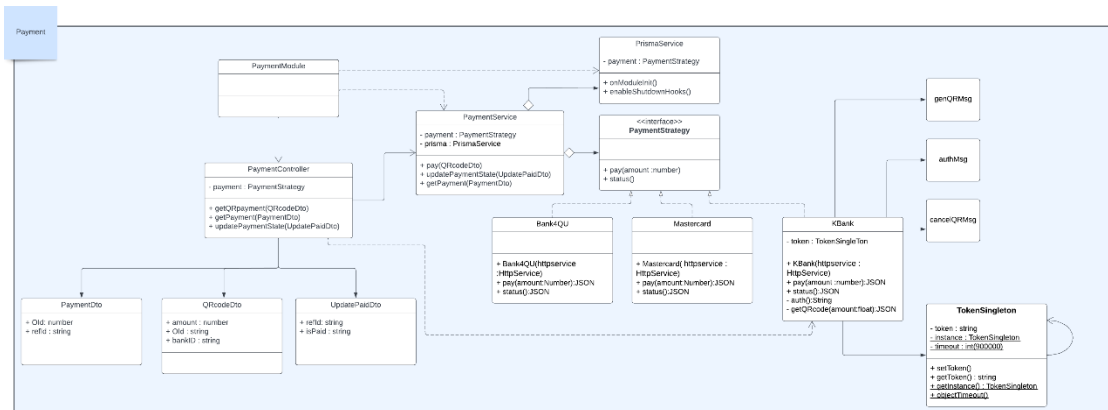 Payment
PaymentModule
PrismaService
- payment : PaymentStrategy
+ onModuleInit()
+ enableShutdownHooks()
PaymentService
- payment : PaymentStrategy
- prisma : PrismaService
+ pay(QRcodeDto)
+ updatePaymentState(UpdatePaidDto)
+ getPayment(PaymentDto)
<<interface>>
PaymentStrategy
+ pay(amount :number)
+ status()
genQRMsg
authMsg
cancelQRMsg
PaymentController
- payment : PaymentStrategy
+ getQRpayment(QRcodeDto)
+ getPayment(PaymentDto)
+ updatePaymentState(UpdatePaidDto)
Bank4QU
+ Bank4QU(httpservice
:HttpService)
+ pay(amount:Number):JSON
+ status():JSON
Mastercard
+ Mastercard( httpservice :
HttpService)
+ pay(amount:Number):JSON
+ status():JSON
KBank
- token : TokenSingleTon
+ KBank(httpservice :
HttpService)
+ pay(amount :number):JSON
+ status():JSON
- auth():String
- getQRcode(amount:float):JSON
PaymentDto
+ OId: number
+ refId : string
QRcodeDto
+ amount : number
+ OId : string
+ bankID : string
UpdatePaidDto
+ refId: string
+ isPaid : string
TokenSingleton
- token : string
- instance : TokenSingleton
- timeout : int(900000)
+ setToken()
+ getToken() : string
+ getInstance() : TokenSingleton
+ objectTimeout()